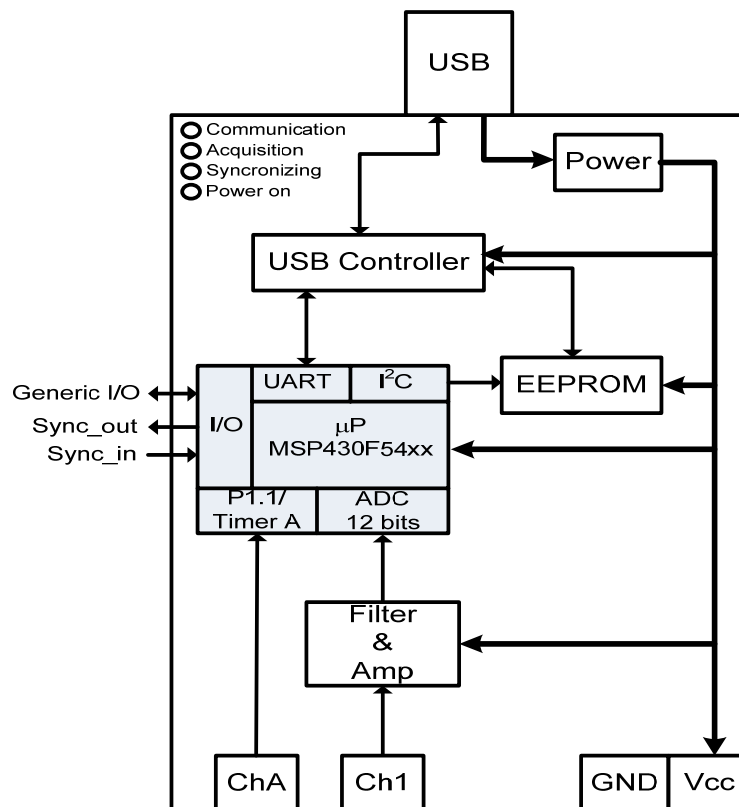 USB
Communication
Acquisition
Syncronizing
Power on
Power
USB Controller
UART
I²C
EEPROM
Generic I/O
Sync_out
Sync_in
I/O
µP
MSP430F54xx
P1.1/
Timer A
ADC
12 bits
Filter
&
Amp
ChA
Ch1
GND
Vcc